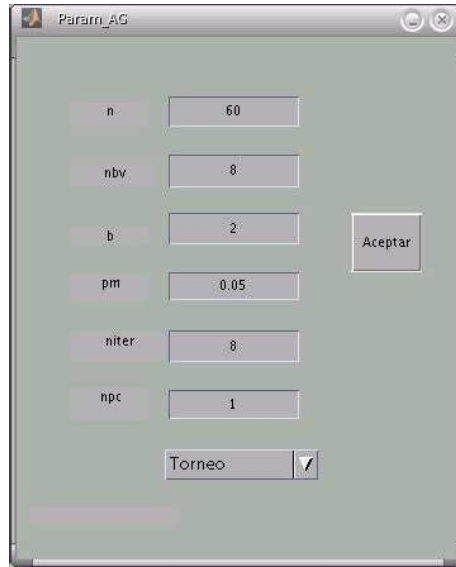 Param_AG
n 60
nbv 8
b 2
Aceptar
pm 0.05
niter 8
npc 1
Torneo